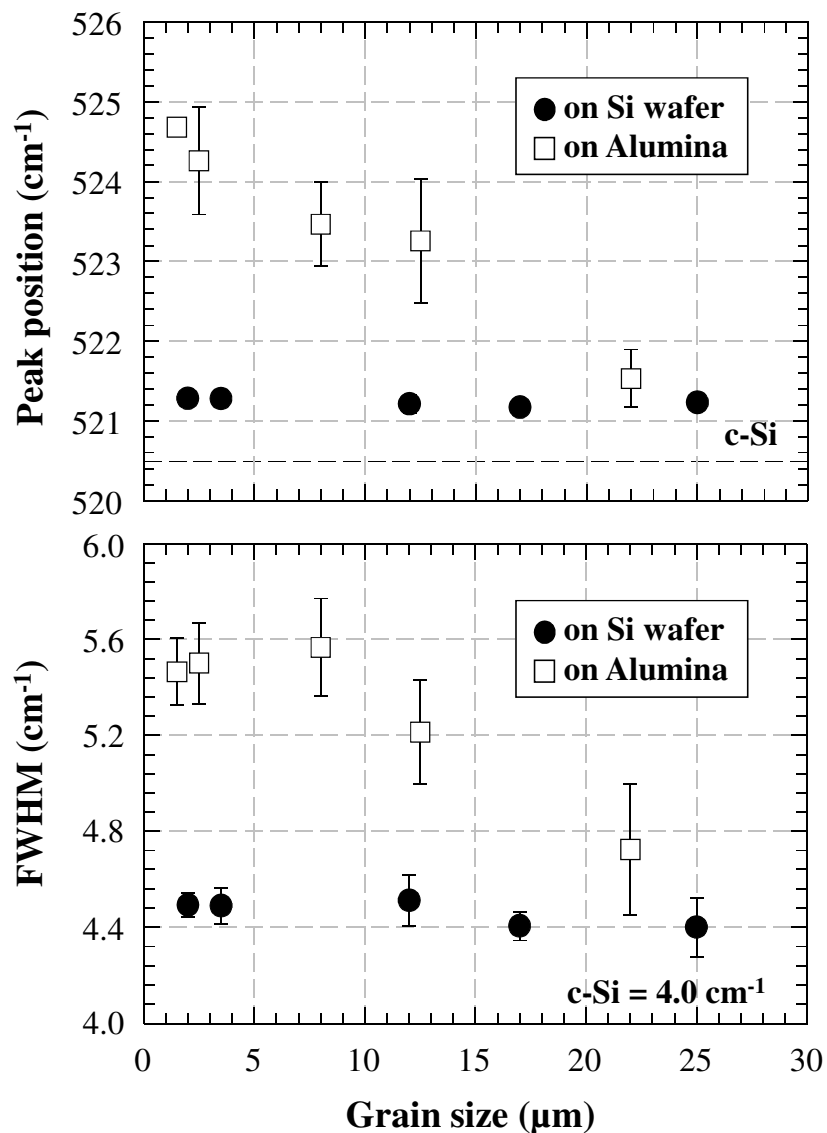 526
525
524
523
522
521
520
Peak position (cm⁻¹)
on Si wafer
on Alumina
c-Si
6.0
5.6
5.2
4.8
4.4
4.0
FWHM (cm⁻¹)
on Si wafer
on Alumina
c-Si = 4.0 cm⁻¹
0 5 10 15 20 25 30
Grain size (µm)